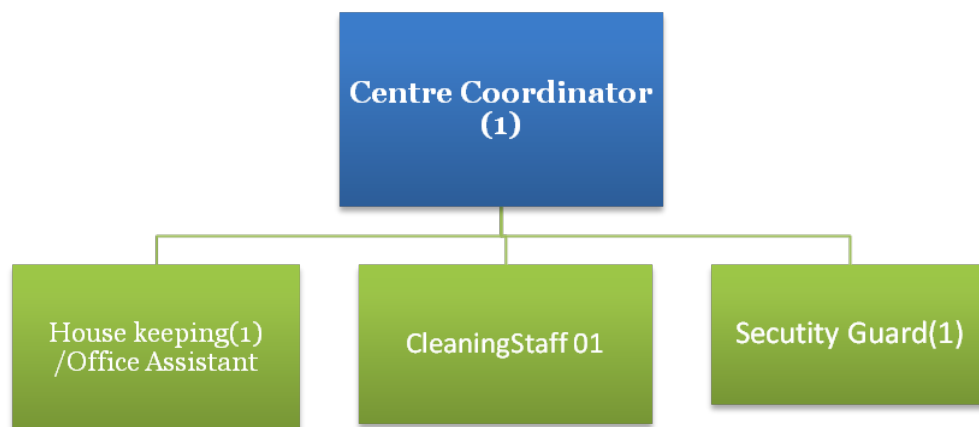 Centre Coordinator
(1)
House keeping(1)
/Office Assistant
CleaningStaff 01
Secutity Guard(1)